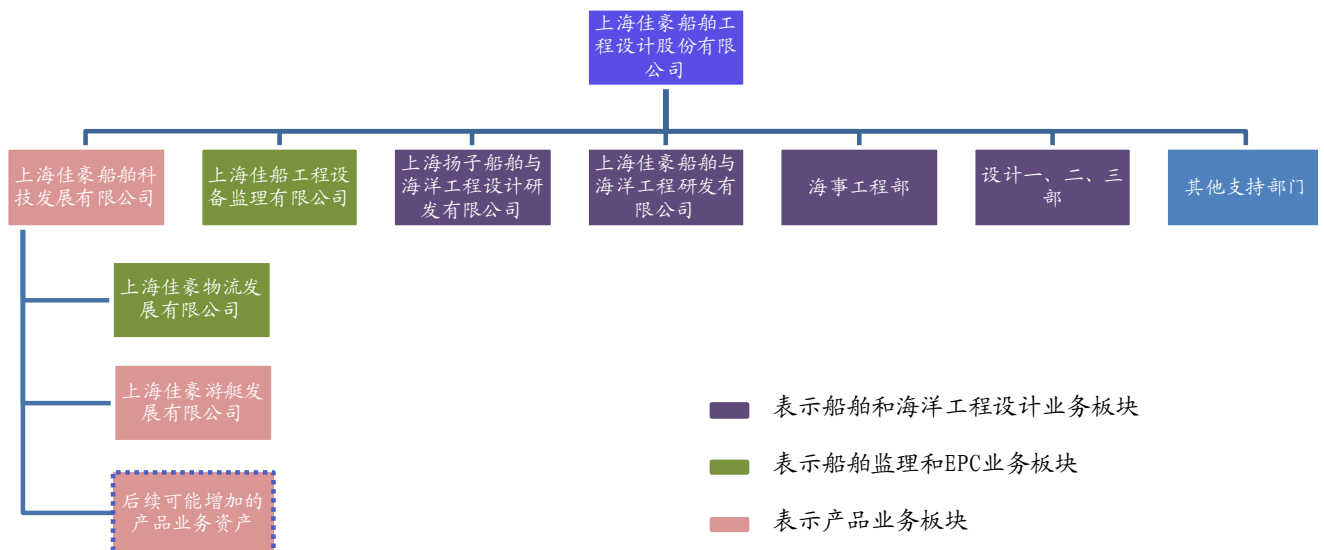 上海佳豪船舶工
程设计股份有限
公司
上海佳豪船舶科
技发展有限公司
上海佳船工程设
备监理有限公司
上海扬子船舶与
海洋工程设计研
发有限公司
上海佳豪船舶与
海洋工程研发有
限公司
海事工程部
设计一、二、三
部
其他支持部门
上海佳豪物流发
展有限公司
上海佳豪游艇发
展有限公司
后续可能增加的
产品业务资产
表示船舶和海洋工程设计业务板块
表示船舶监理和EPC业务板块
表示产品业务板块